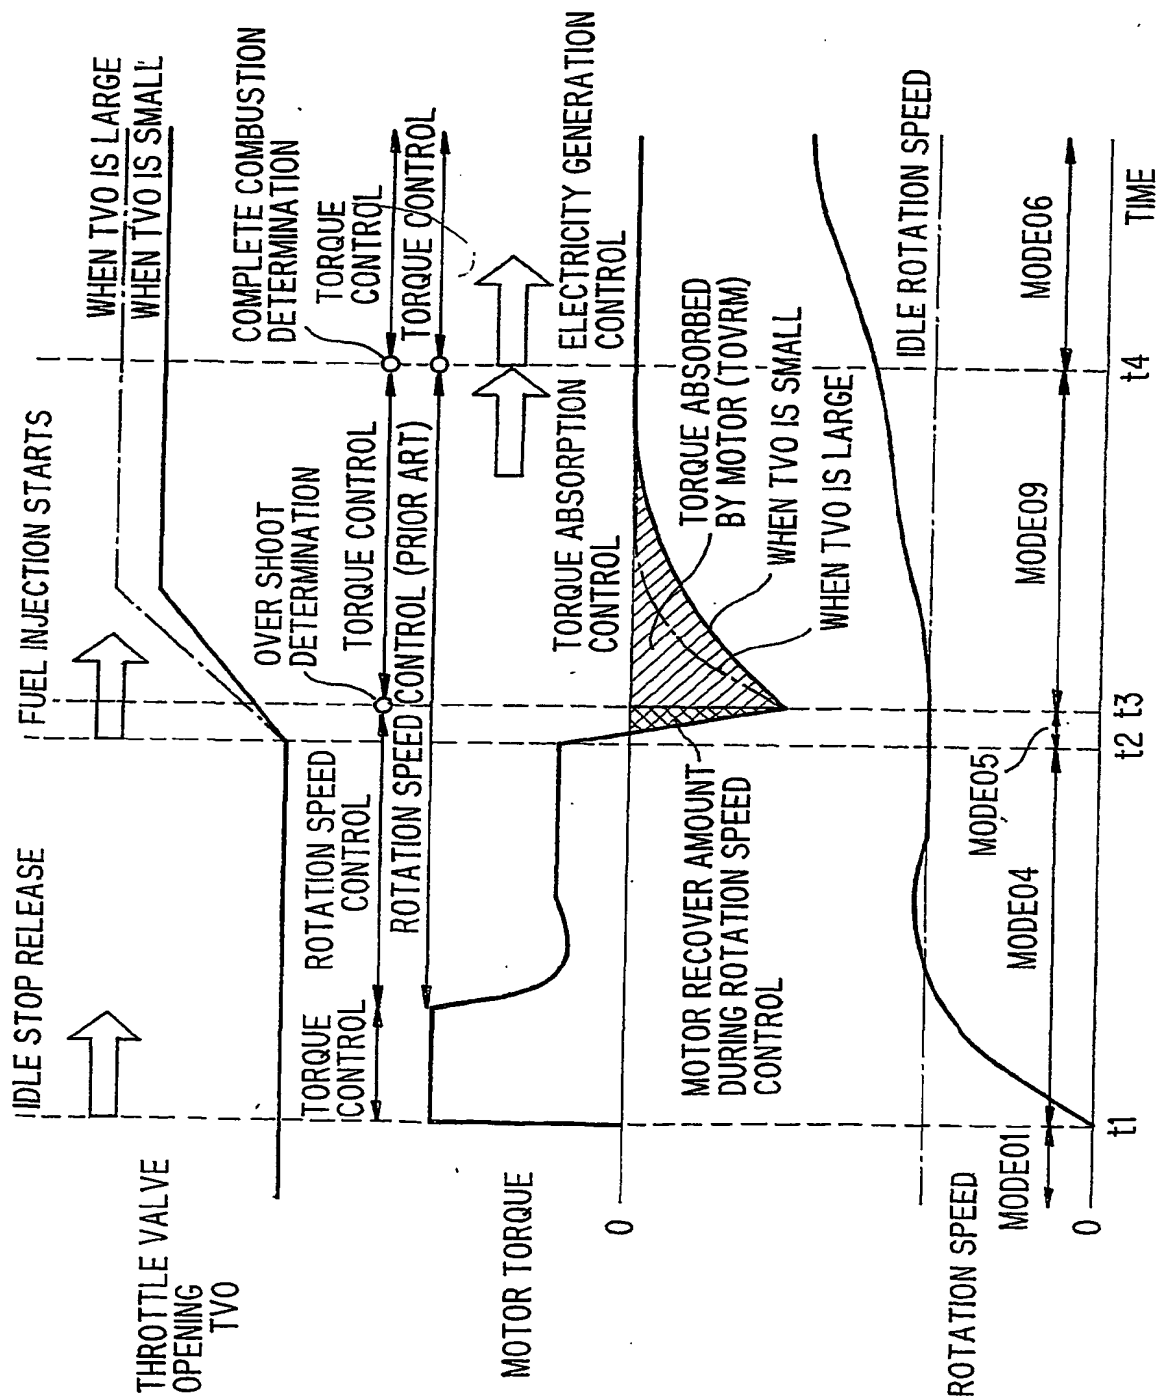 IDLE STOP RELEASE
FUEL INJECTION STARTS
THROTTLE VALVE
OPENING
TVO
WHEN TVO IS LARGE
WHEN TVO IS SMALL
TORQUE
CONTROL
ROTATION SPEED
CONTROL
OVER SHOOT
DETERMINATION
TORQUE CONTROL
COMPLETE COMBUSTION
DETERMINATION
TORQUE
CONTROL
ROTATION SPEED CONTROL (PRIOR ART)
TORQUE CONTROL
MOTOR TORQUE
0
TORQUE ABSORPTION
CONTROL
ELECTRICITY GENERATION
CONTROL
MOTOR RECOVER AMOUNT
DURING ROTATION SPEED
CONTROL
TORQUE ABSORBED
BY MOTOR (TOVRM)
WHEN TVO IS SMALL
WHEN TVO IS LARGE
IDLE ROTATION SPEED
ROTATION SPEED
0
MODE01
MODE04
MODE05
MODE09
MODE06
t1
t2
t3
t4
TIME